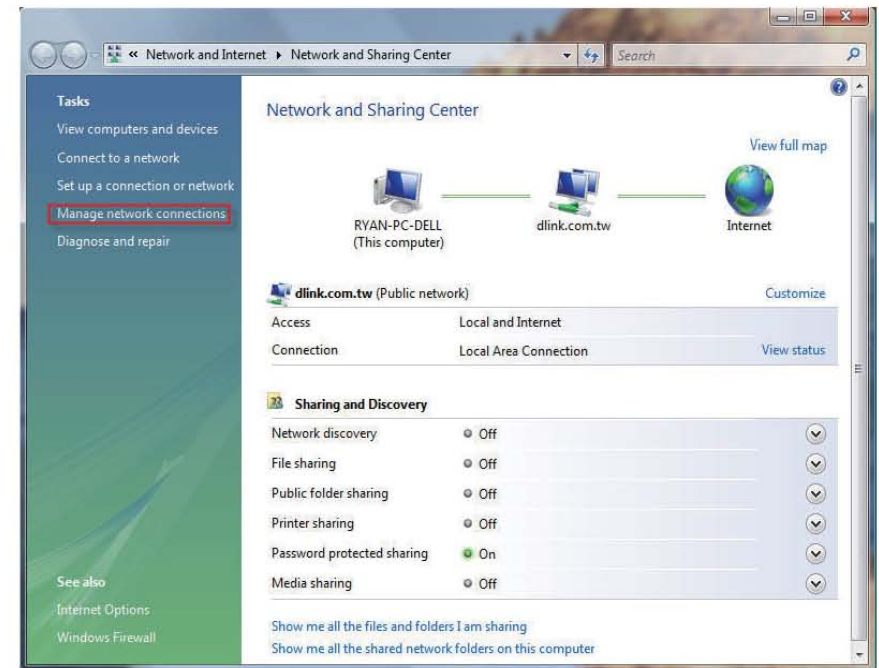 « Network and Internet ▸ Network and Sharing Center
Search
Tasks
View computers and devices
Connect to a network
Set up a connection or network
Manage network connections
Diagnose and repair
See also
Internet Options
Windows Firewall
Network and Sharing Center
View full map
RYAN-PC-DELL
(This computer)
dlink.com.tw
Internet
dlink.com.tw (Public network)
Customize
Access Local and Internet
Connection Local Area Connection View status
Sharing and Discovery
Network discovery Off
File sharing Off
Public folder sharing Off
Printer sharing Off
Password protected sharing On
Media sharing Off
Show me all the files and folders I am sharing
Show me all the shared network folders on this computer